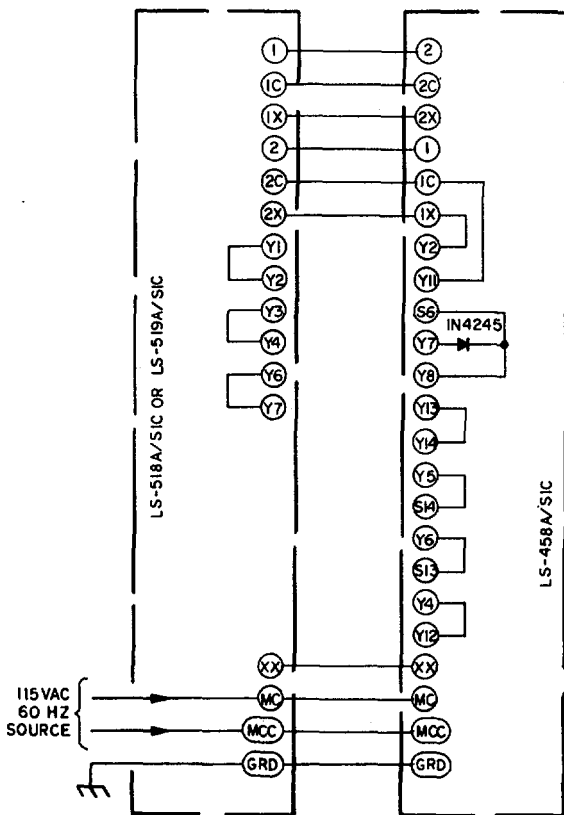 1 2
1C 2C
1X 2X
2 1
2C 1C
2X 1X
Y1 Y2
Y2 Y11
Y3 S6
1N4245
Y4 Y7
Y6 Y8
Y7 Y13
Y14
Y5
S14
Y6
S13
Y4
Y12
XX XX
MC MC
MCC MCC
GRD GRD
115 VAC
60 HZ
SOURCE
LS-518A/SIC OR LS-519A/SIC
LS-458A/SIC